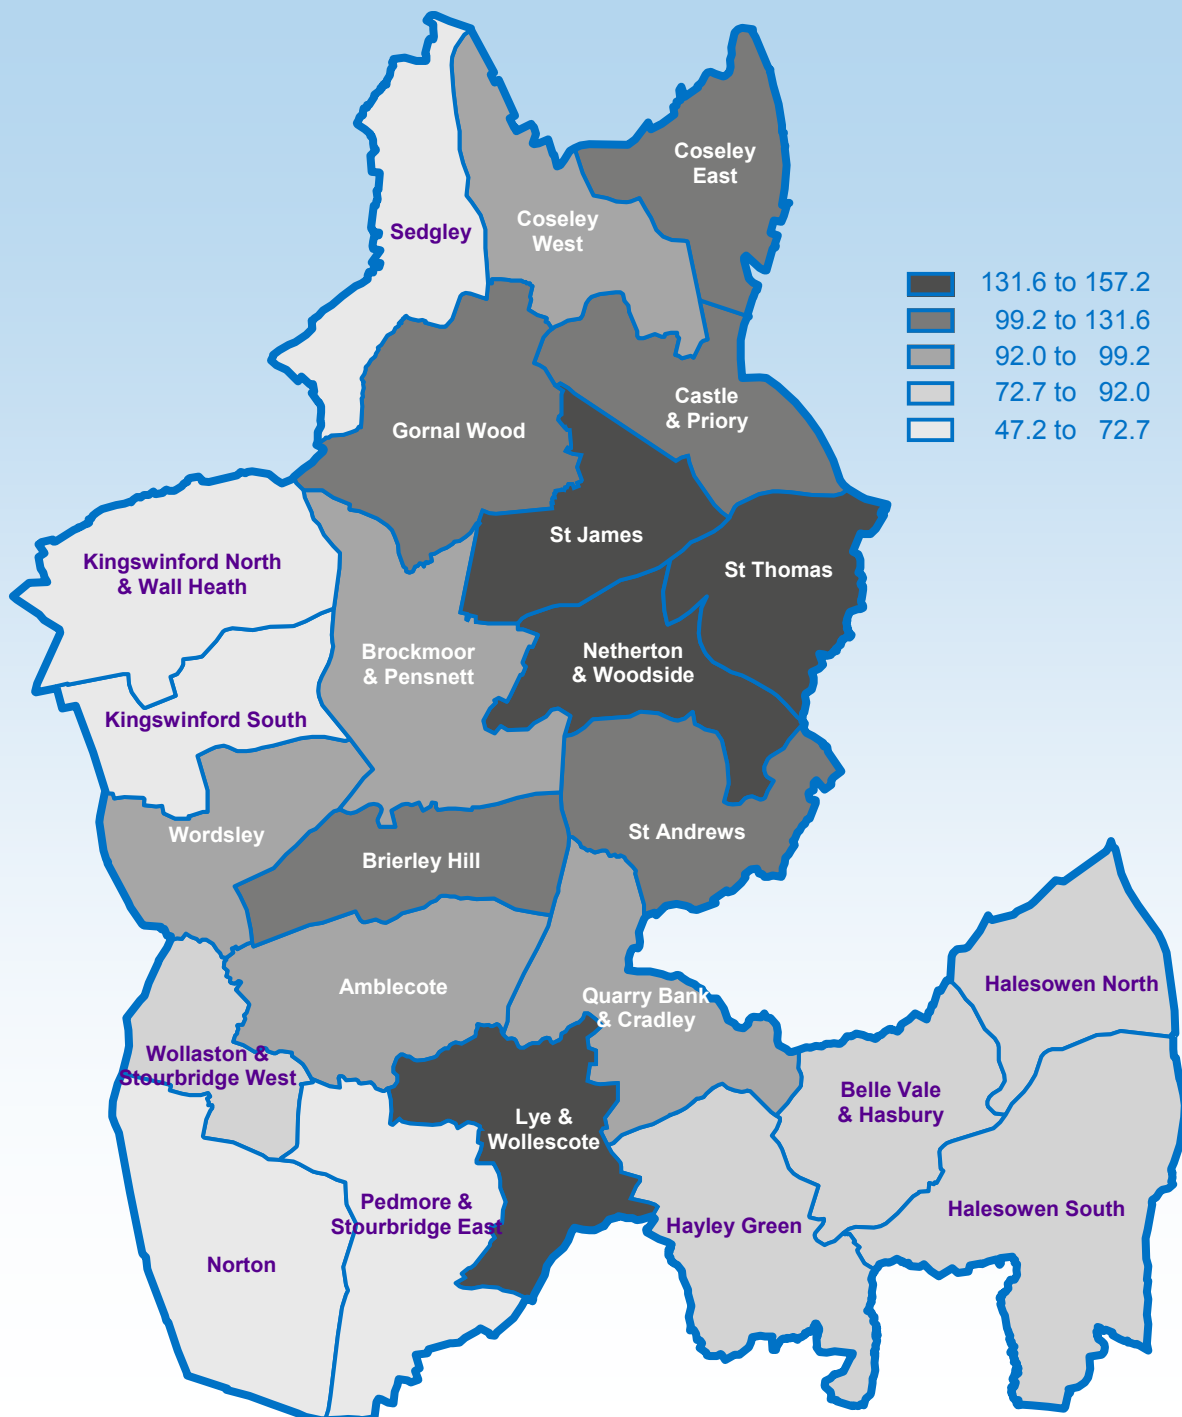 Coseley
East
Sedgley
Coseley
West
131.6 to 157.2
99.2 to 131.6
92.0 to 99.2
72.7 to 92.0
47.2 to 72.7
Castle
& Priory
Gornal Wood
St James
St Thomas
Kingswinford North
& Wall Heath
Brockmoor
& Pensnett
Netherton
& Woodside
Kingswinford South
Wordsley
Brierley Hill
St Andrews
Amblecote
Quarry Bank
& Cradley
Halesowen North
Wollaston &
Stourbridge West
Belle Vale
& Hasbury
Lye &
Wollescote
Pedmore &
Stourbridge East
Hayley Green
Halesowen South
Norton